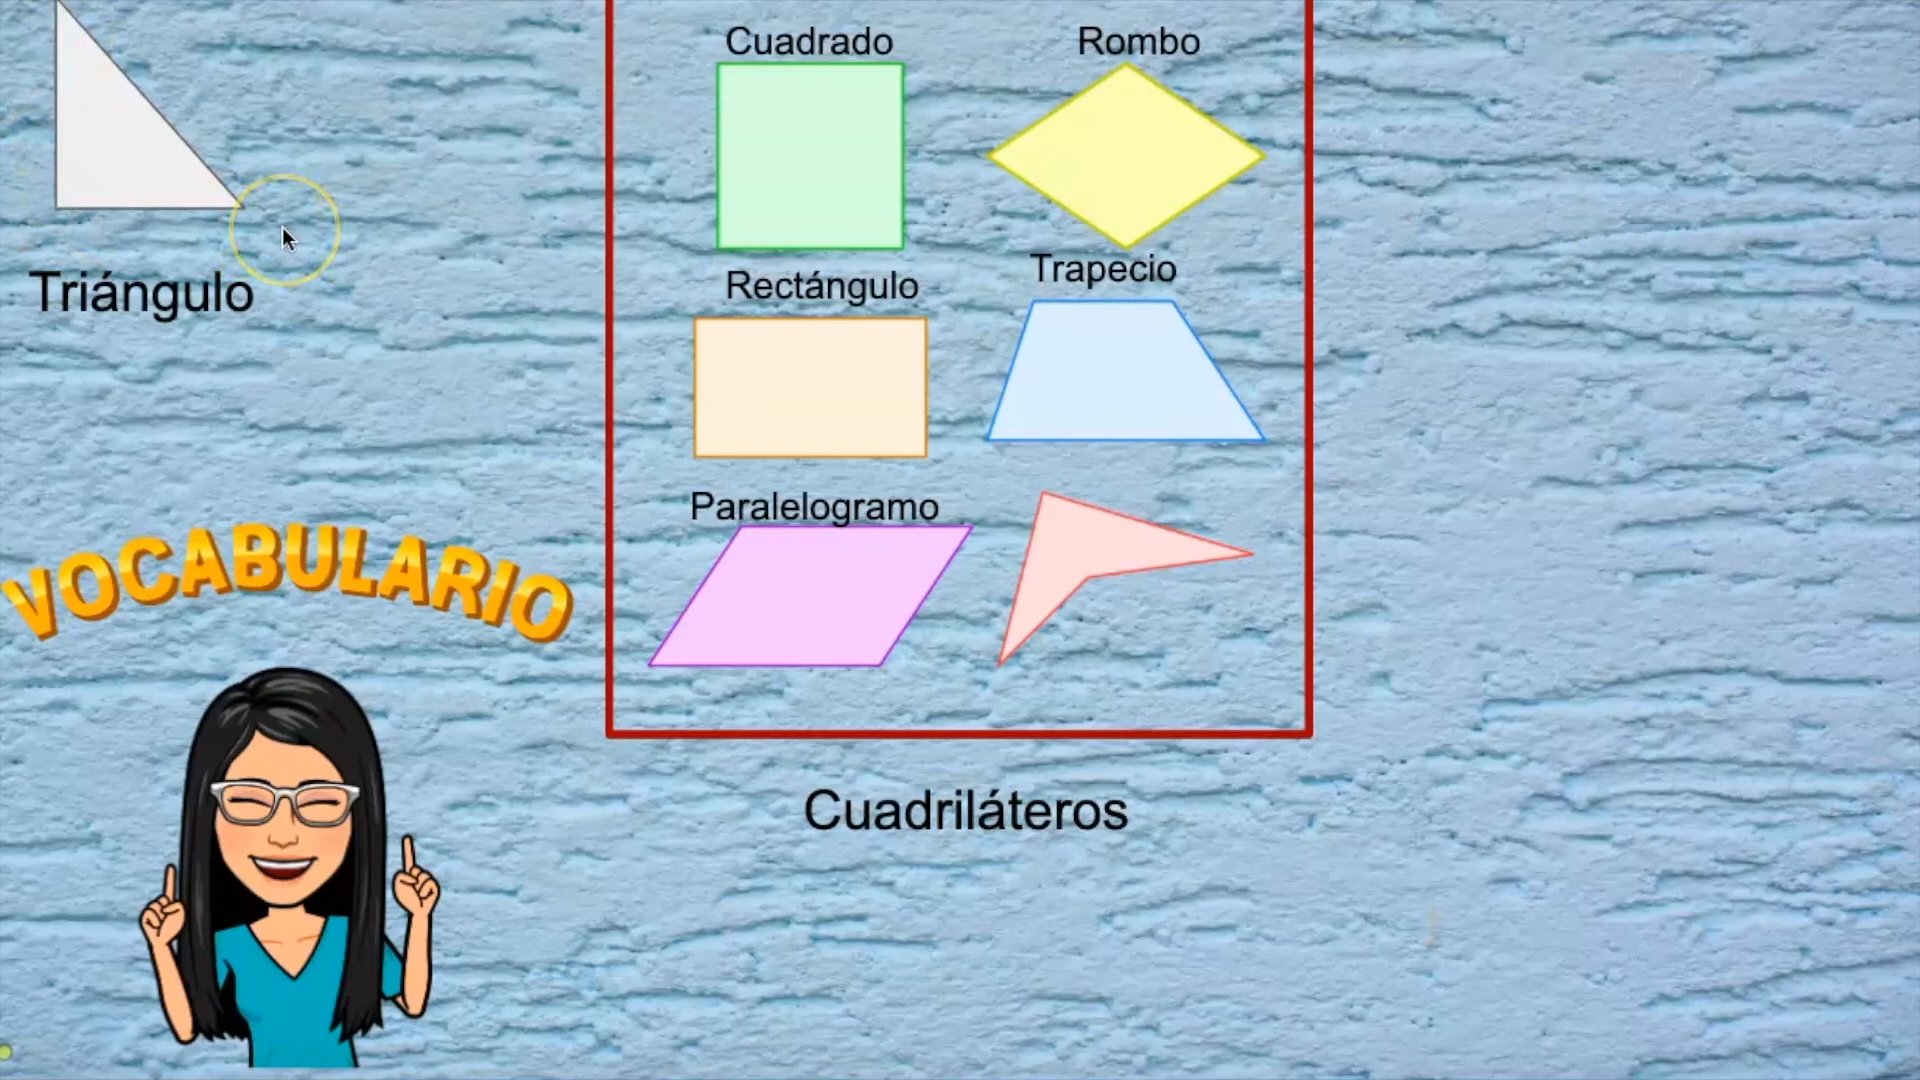 Cuadrado
Rombo
Triángulo
Rectángulo
Trapecio
Paralelogramo
VOCABULARIO
Cuadriláteros